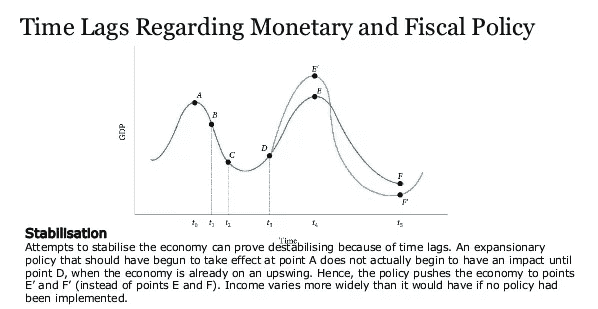 Time Lags Regarding Monetary and Fiscal Policy
E'
A
E
B
D
C
GDP
F
F'
t0 t1 t2 t3 t4 t5
Time
Stabilisation
Attempts to stabilise the economy can prove destabilising because of time lags. An expansionary
policy that should have begun to take effect at point A does not actually begin to have an impact until
point D, when the economy is already on an upswing. Hence, the policy pushes the economy to points
E' and F' (instead of points E and F). Income varies more widely than it would have if no policy had
been implemented.